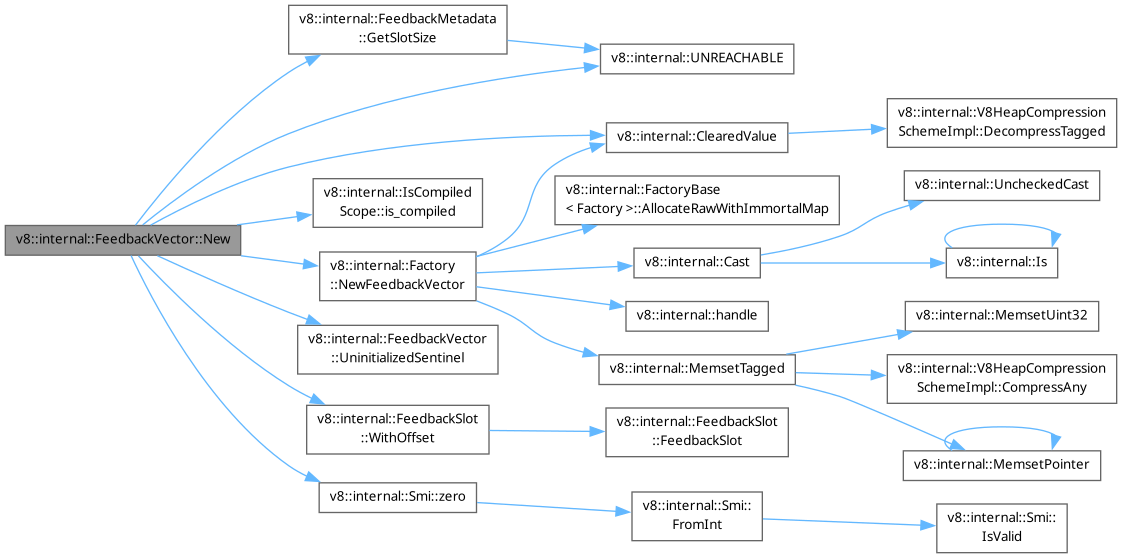 v8::internal::FeedbackMetadata
::GetSlotSize
v8::internal::UNREACHABLE
v8::internal::V8HeapCompression
SchemeImpl::DecompressTagged
v8::internal::ClearedValue
v8::internal::IsCompiled
Scope::is_compiled
v8::internal::FactoryBase
< Factory >::AllocateRawWithImmortalMap
v8::internal::UncheckedCast
v8::internal::FeedbackVector::New
v8::internal::Factory
::NewFeedbackVector
v8::internal::Cast
v8::internal::Is
v8::internal::handle
v8::internal::MemsetUint32
v8::internal::FeedbackVector
::UninitializedSentinel
v8::internal::MemsetTagged
v8::internal::V8HeapCompression
SchemeImpl::CompressAny
v8::internal::FeedbackSlot
::WithOffset
v8::internal::FeedbackSlot
::FeedbackSlot
v8::internal::MemsetPointer
v8::internal::Smi::zero
v8::internal::Smi::
FromInt
v8::internal::Smi::
IsValid